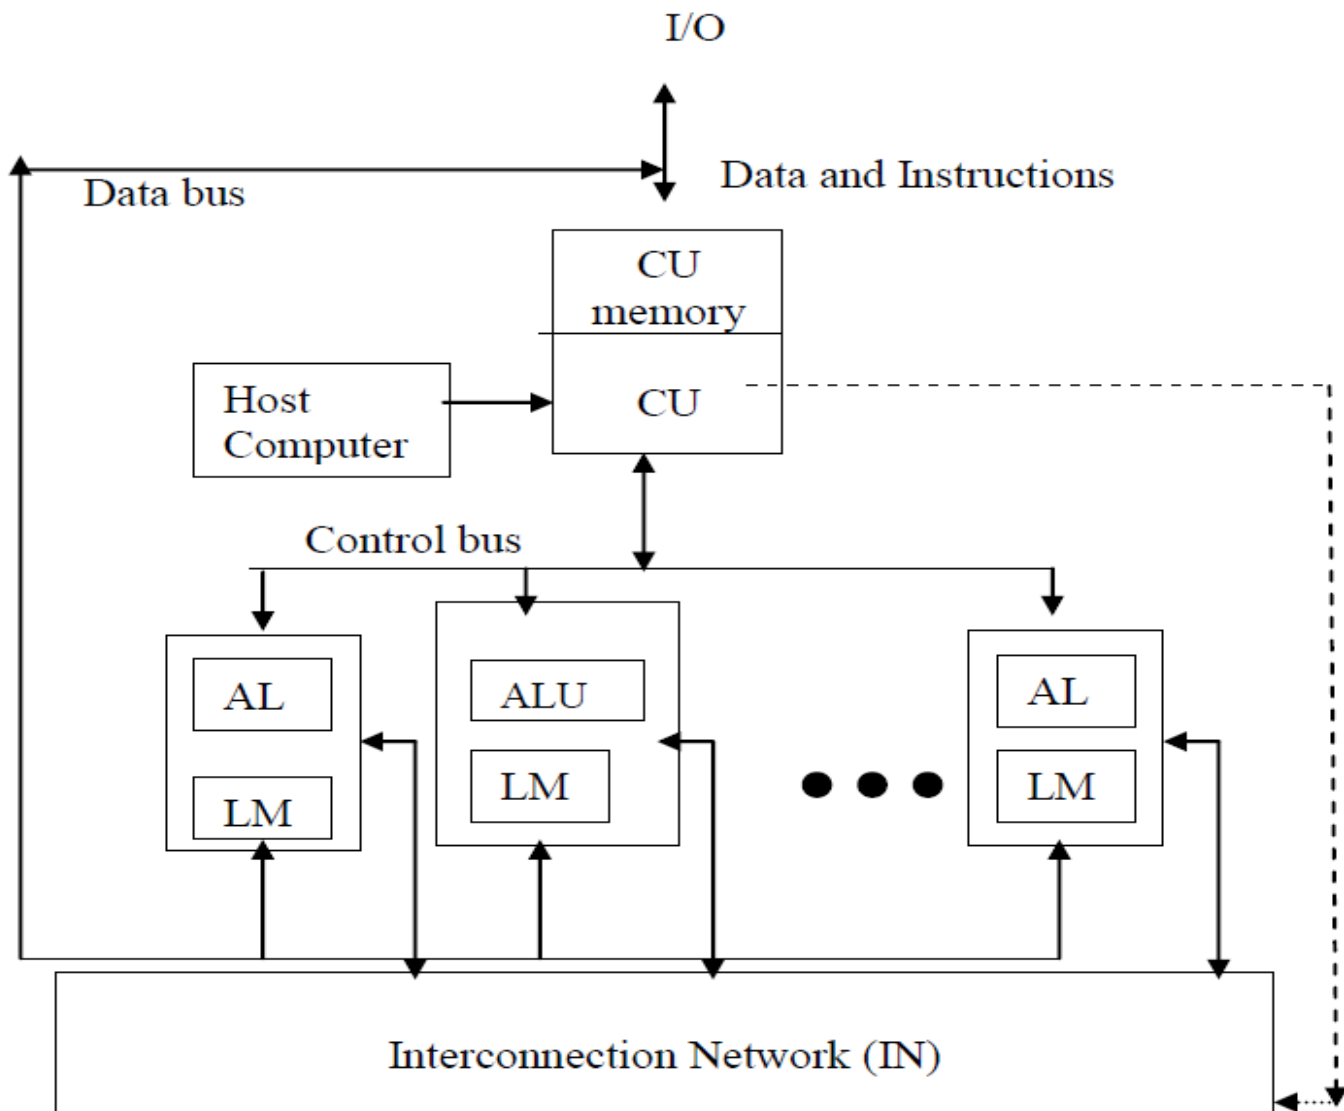 I/O
Data bus
Data and Instructions
CU
memory
Host
Computer
CU
Control bus
AL
ALU
AL
LM
LM
LM
Interconnection Network (IN)